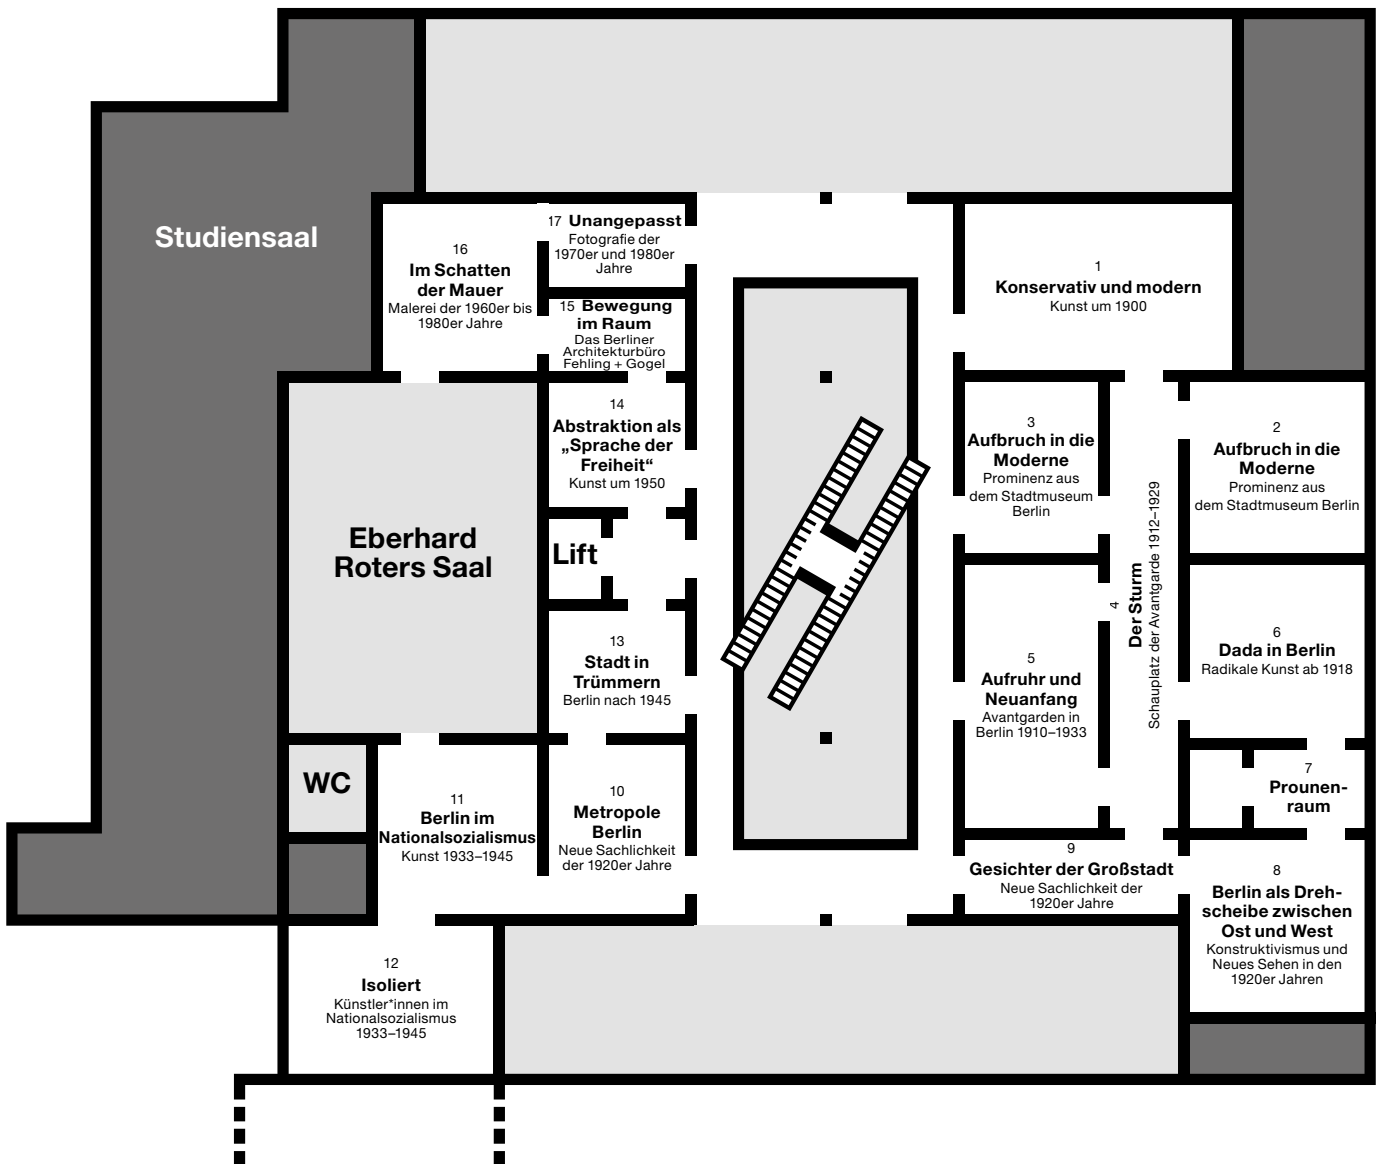 Studiensaal
16
Im Schatten
der Mauer
Malerei der 1960er bis
1980er Jahre
17 Unangepasst
Fotografie der
1970er und 1980er
Jahre
15 Bewegung
im Raum
Das Berliner
Architekturbüro
Fehling + Gogel
1
Konservativ und modern
Kunst um 1900
14
Abstraktion als
„Sprache der
Freiheit“
Kunst um 1950
3
Aufbruch in die
Moderne
Prominenz aus
dem Stadtmuseum
Berlin
2
Aufbruch in die
Moderne
Prominenz aus
dem Stadtmuseum Berlin
Eberhard
Roters Saal
Lift
4
Der Sturm
Schauplatz der Avantgarde 1912–1929
13
Stadt in
Trümmern
Berlin nach 1945
5
Aufruhr und
Neuanfang
Avantgarden in
Berlin 1910–1933
6
Dada in Berlin
Radikale Kunst ab 1918
WC
11
Berlin im
Nationalsozialismus
Kunst 1933–1945
10
Metropole
Berlin
Neue Sachlichkeit
der 1920er Jahre
7
Prounen-
raum
9
Gesichter der Großstadt
Neue Sachlichkeit der
1920er Jahre
8
Berlin als Dreh-
scheibe zwischen
Ost und West
Konstruktivismus und
Neues Sehen in den
1920er Jahren
12
Isoliert
Künstler*innen im
Nationalsozialismus
1933–1945